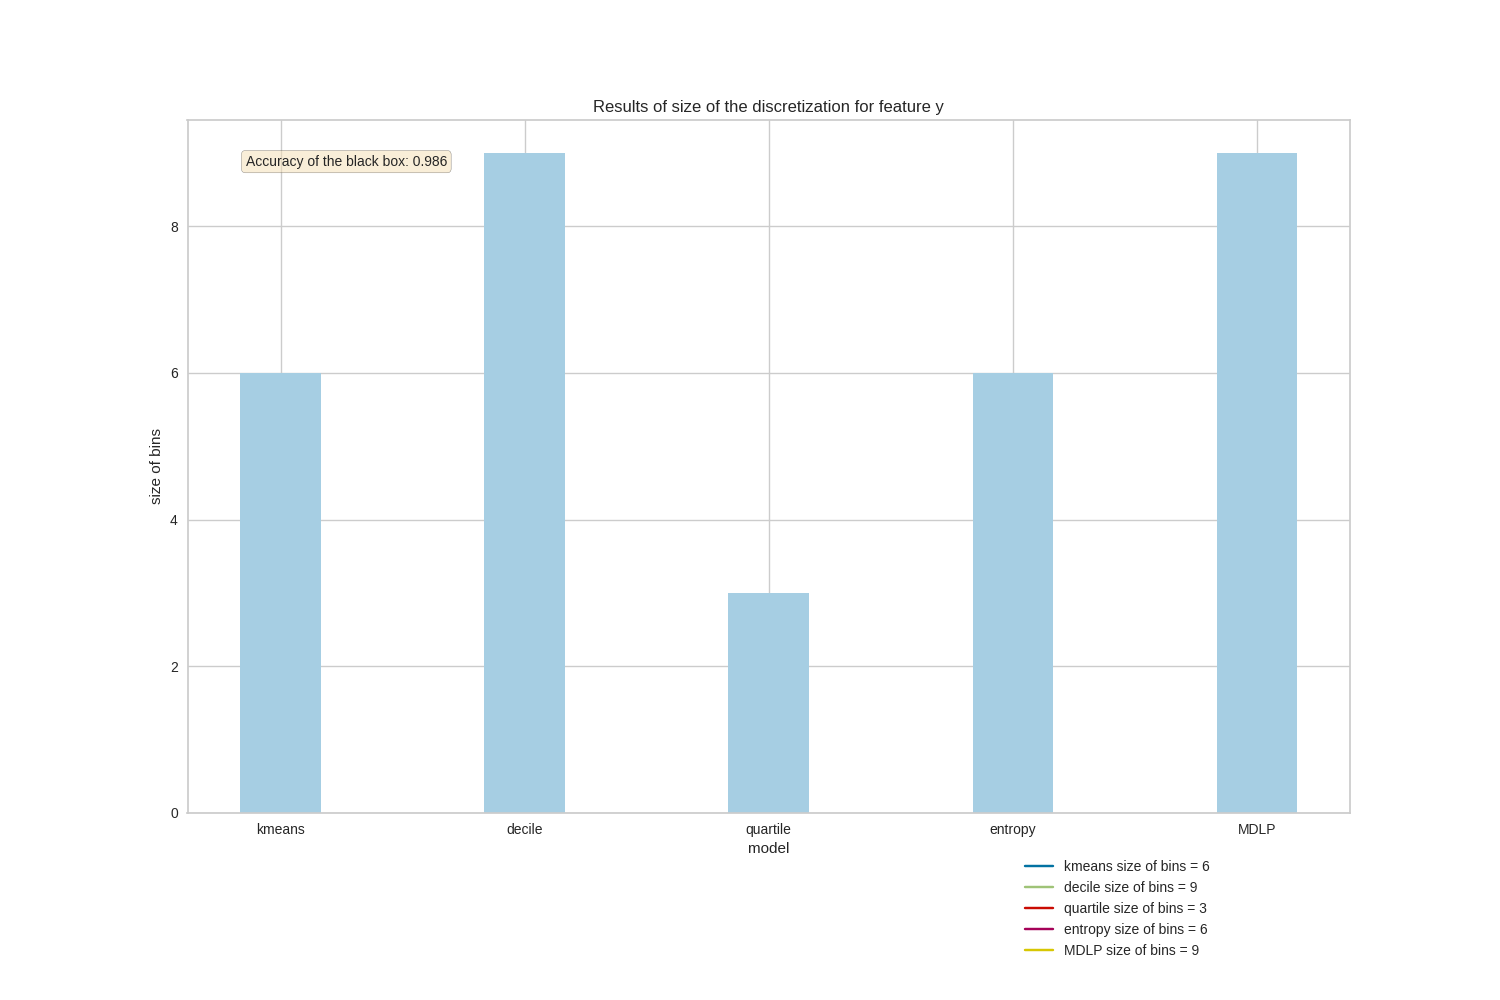 Results of size of the discretization for feature y
Accuracy of the black box: 0.986
8
6
4
2
0
size of bins
kmeans decile quartile entropy MDLP
model
kmeans size of bins = 6
decile size of bins = 9
quartile size of bins = 3
entropy size of bins = 6
MDLP size of bins = 9